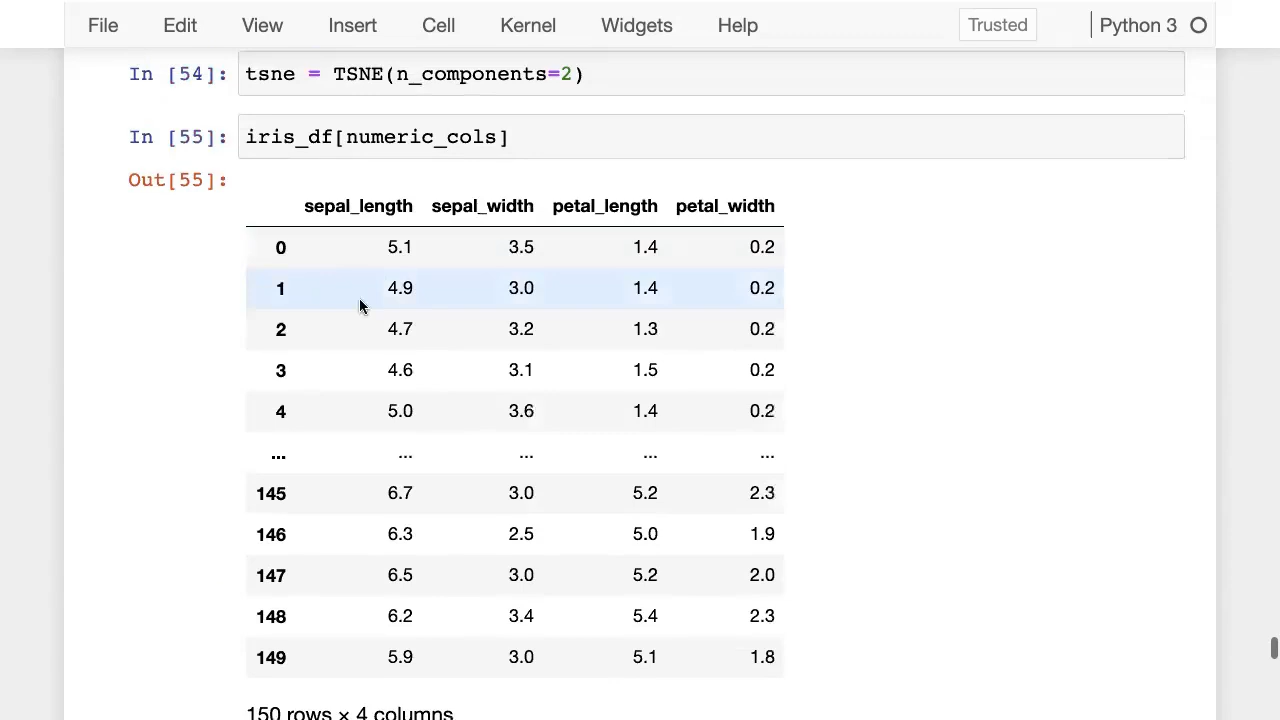 File Edit View Insert Cell Kernel Widgets Help Trusted Python 3
In [54]: tsne = TSNE(n_components=2)
In [55]: iris_df[numeric_cols]
Out[55]:
sepal_length sepal_width petal_length petal_width
0 5.1 3.5 1.4 0.2
1 4.9 3.0 1.4 0.2
2 4.7 3.2 1.3 0.2
3 4.6 3.1 1.5 0.2
4 5.0 3.6 1.4 0.2
... ... ... ... ...
145 6.7 3.0 5.2 2.3
146 6.3 2.5 5.0 1.9
147 6.5 3.0 5.2 2.0
148 6.2 3.4 5.4 2.3
149 5.9 3.0 5.1 1.8
150 rows × 4 columns